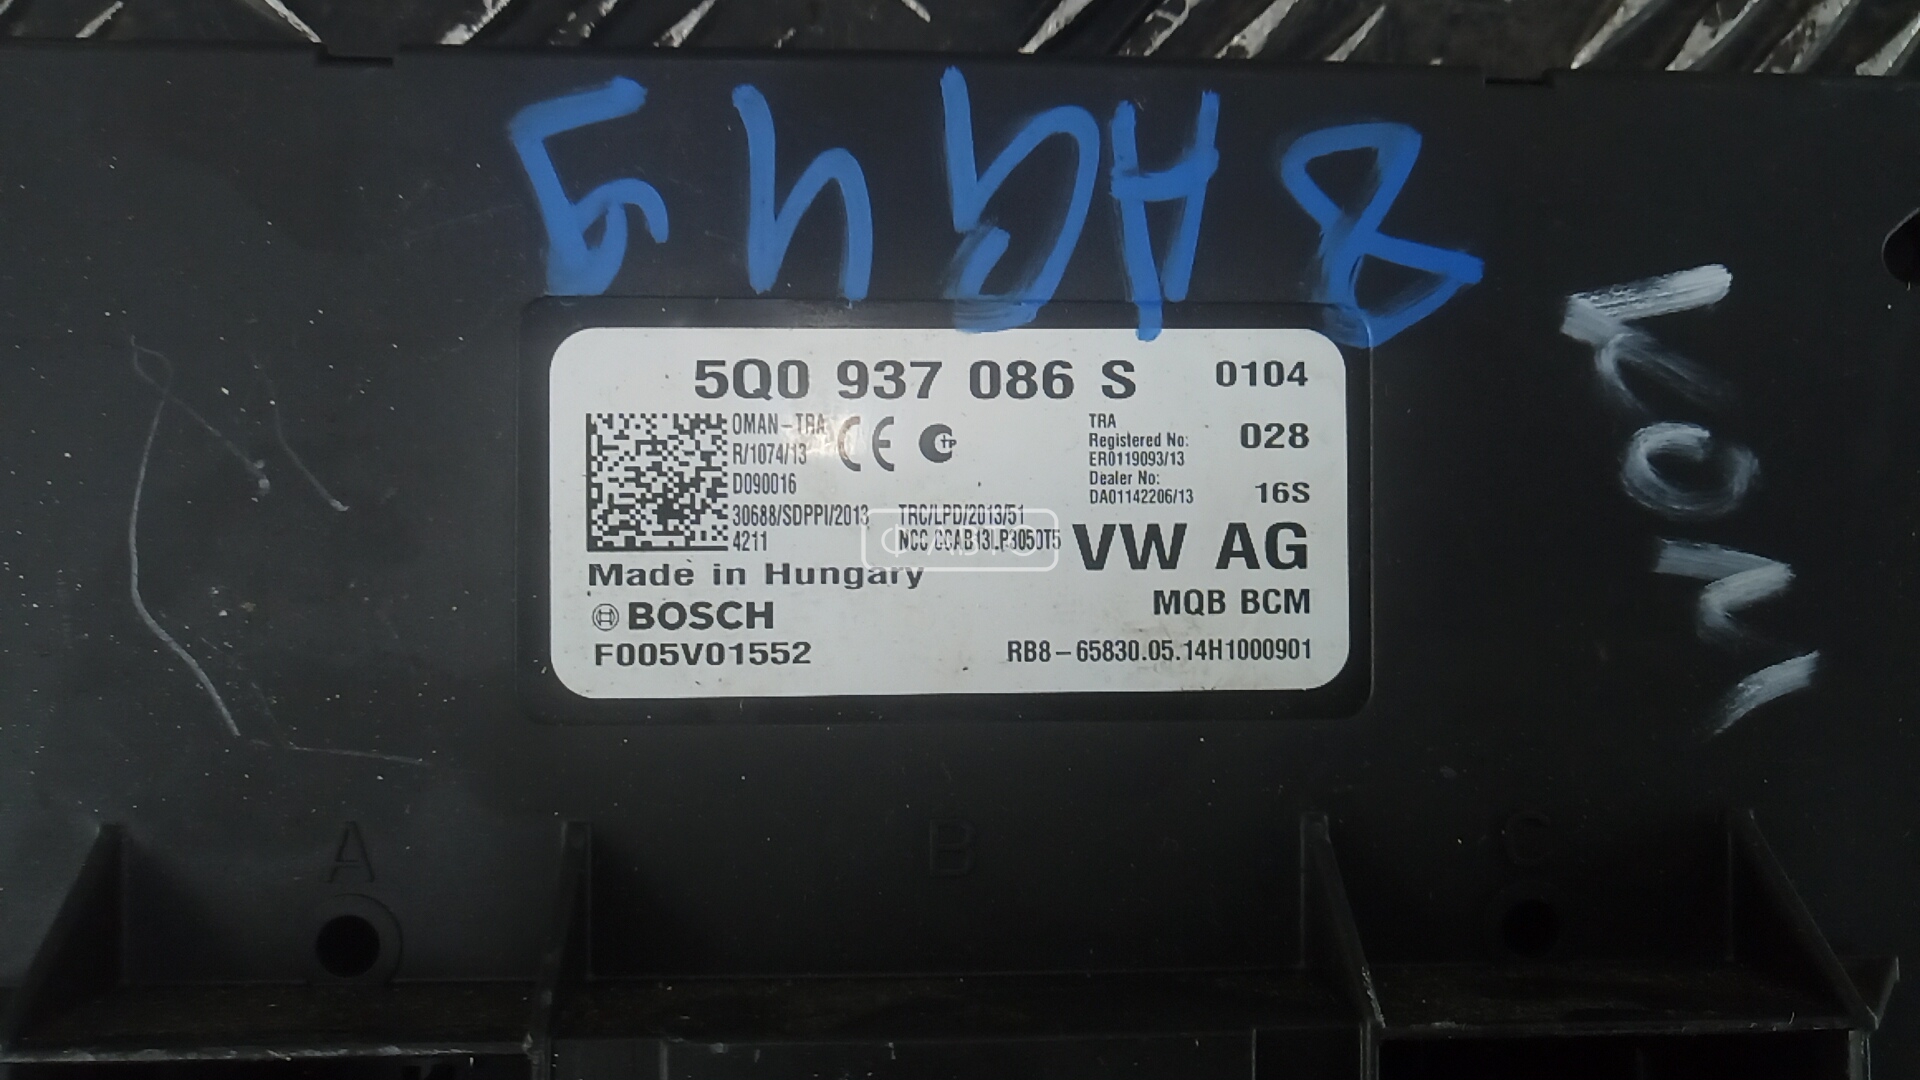 5Q0 937 086 S 0104
OMAN-TRA
R/1074/13
D090016
30688/SDPPI/2013
4211
TRC/LPD/2013/51
NCC CCAB13LP3050T5
TRA
Registered No:
ER0119093/13
Dealer No:
DA01142206/13
028
16S
VW AG
MQB BCM
Made in Hungary
BOSCH
F005V01552
RB8-65830.05.14H1000901
A B C